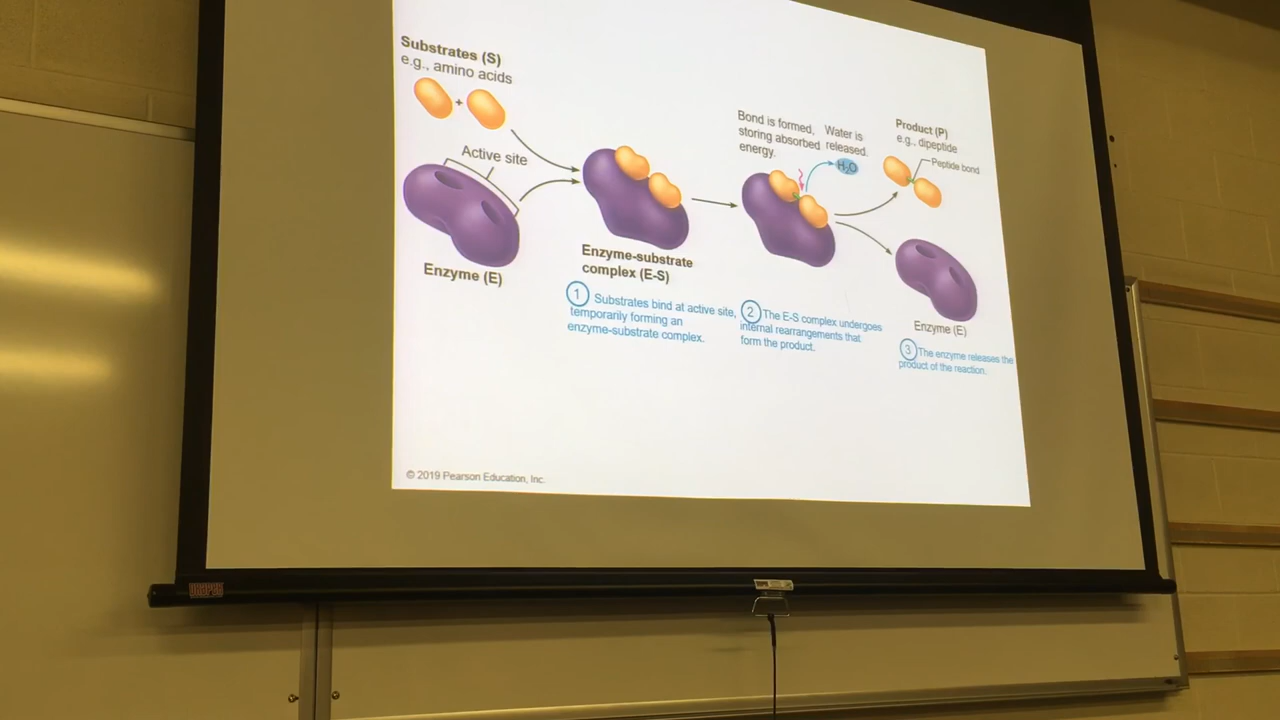 Substrates (S)
e.g., amino acids
+
Active site
Enzyme (E)
Enzyme-substrate
complex (E-S)
1 Substrates bind at active site,
temporarily forming an
enzyme-substrate complex.
Bond is formed,
storing absorbed
energy.
Water is
released.
H₂O
2 The E-S complex undergoes
internal rearrangements that
form the product.
Product (P)
e.g., dipeptide
Peptide bond
Enzyme (E)
3 The enzyme releases the
product of the reaction.
© 2019 Pearson Education, Inc.
DRAPER